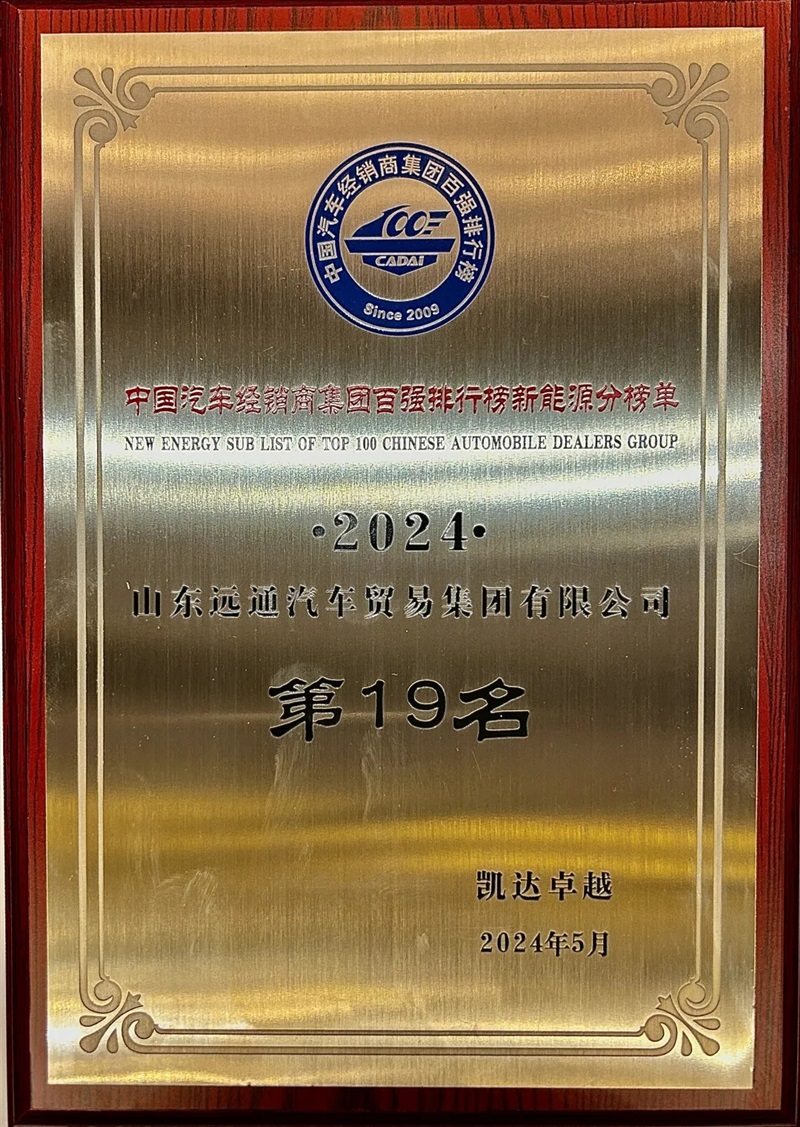 中国汽车经销商集团百强排行榜
100
CADAI
Since 2009
中国汽车经销商集团百强排行榜新能源分榜单
NEW ENERGY SUB LIST OF TOP 100 CHINESE AUTOMOBILE DEALERS GROUP
·2024·
山东远通汽车贸易集团有限公司
第19名
凯达卓越
2024年5月